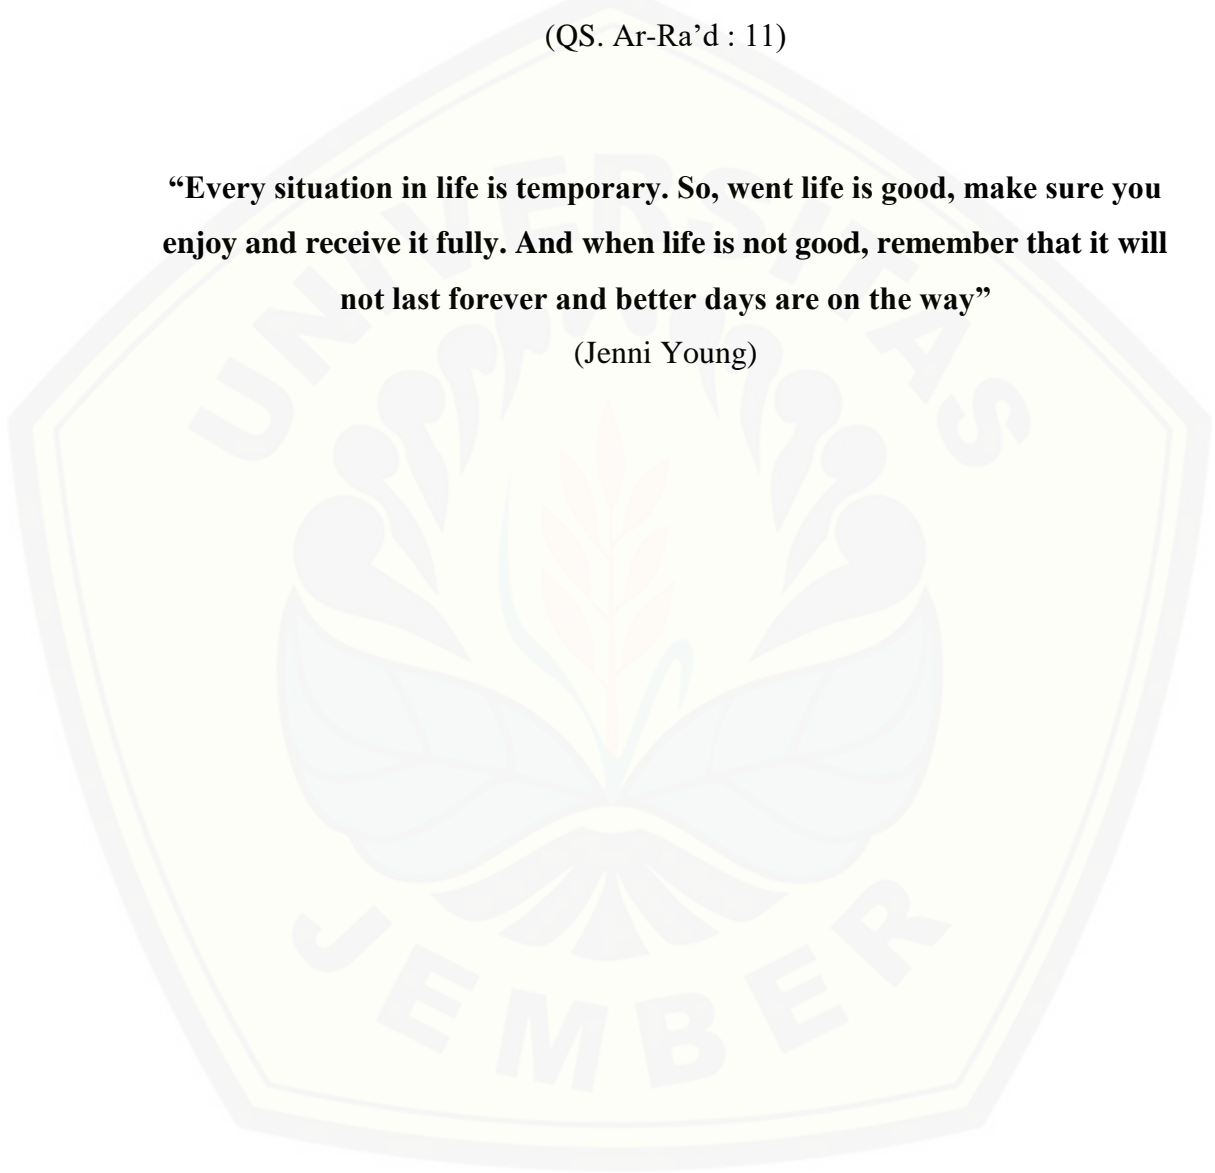 (QS. Ar-Ra’d : 11)
“Every situation in life is temporary. So, went life is good, make sure you
enjoy and receive it fully. And when life is not good, remember that it will
not last forever and better days are on the way”
(Jenni Young)
UNIVERSITAS
JEMBER